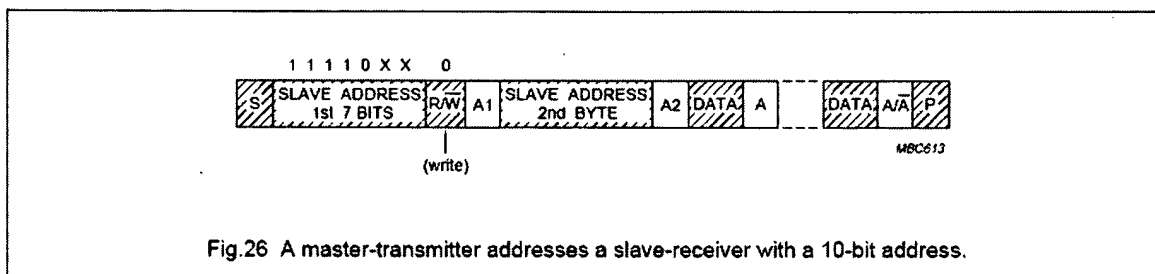 1 1 1 1 0 X X 0
S SLAVE ADDRESS 1st 7 BITS R/W̅ A1 SLAVE ADDRESS 2nd BYTE A2 DATA A DATA A/A̅ P
(write)
MBC613
Fig.26 A master-transmitter addresses a slave-receiver with a 10-bit address.